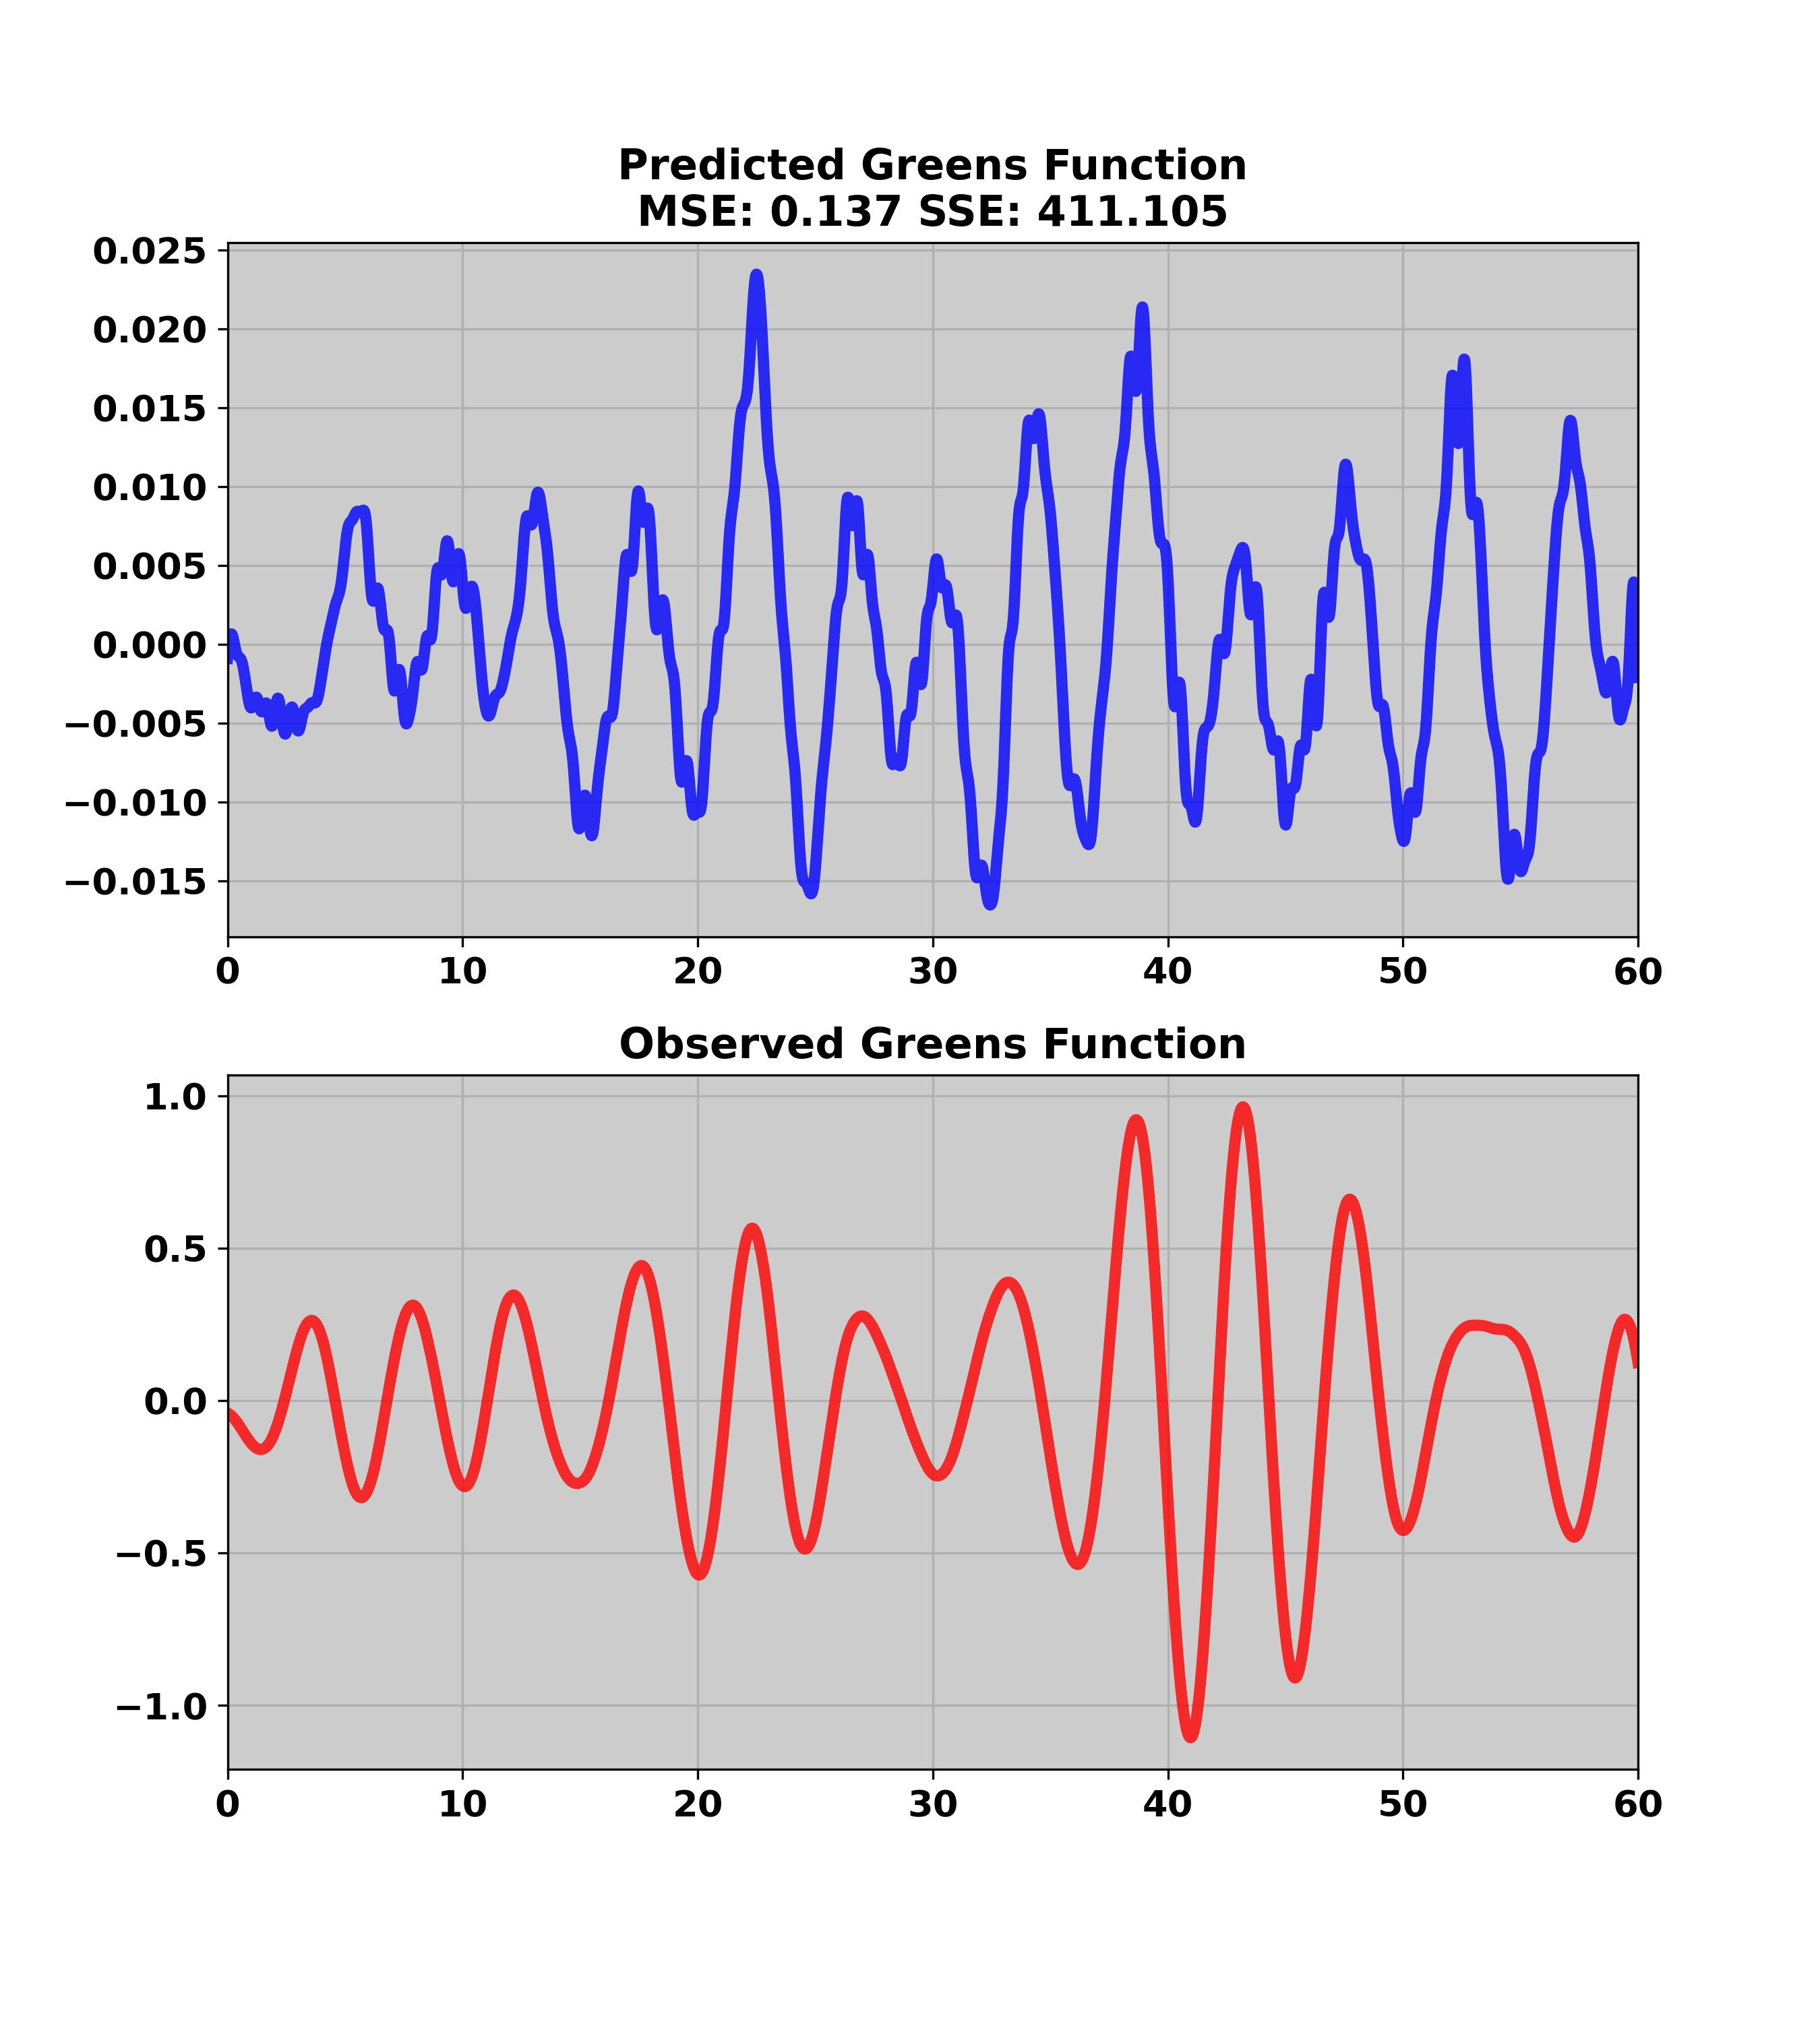 Predicted Greens Function
MSE: 0.137 SSE: 411.105
0.025
0.020
0.015
0.010
0.005
0.000
−0.005
−0.010
−0.015
0 10 20 30 40 50 60
Observed Greens Function
1.0
0.5
0.0
−0.5
−1.0
0 10 20 30 40 50 60